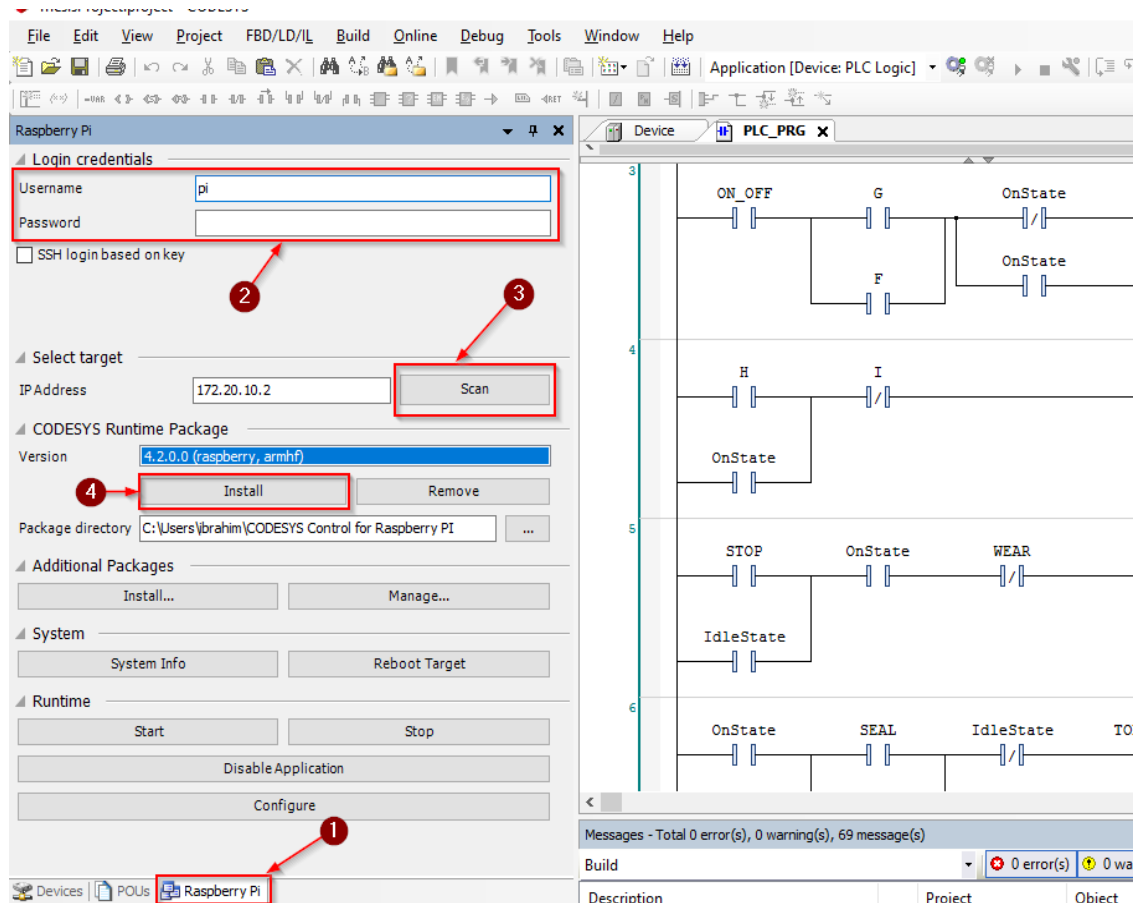 File Edit View Project FBD/LD/IL Build Online Debug Tools Window Help
Application [Device: PLC Logic]
Raspberry Pi
Device PLC_PRG
Login credentials
Username pi
Password
SSH login based on key
2
3
Select target
IP Address 172.20.10.2 Scan
CODESYS Runtime Package
Version 4.2.0.0 (raspberry, armhf)
4 Install Remove
Package directory C:\Users\ibrahim\CODESYS Control for Raspberry PI ...
Additional Packages
Install... Manage...
System
System Info Reboot Target
Runtime
Start Stop
Disable Application
Configure
1
Devices POUs Raspberry Pi
3
ON_OFF G OnState
F OnState
4
H I
OnState
5
STOP OnState WEAR
IdleState
6
OnState SEAL IdleState
Messages - Total 0 error(s), 0 warning(s), 69 message(s)
Build 0 error(s) 0
Description Project Object